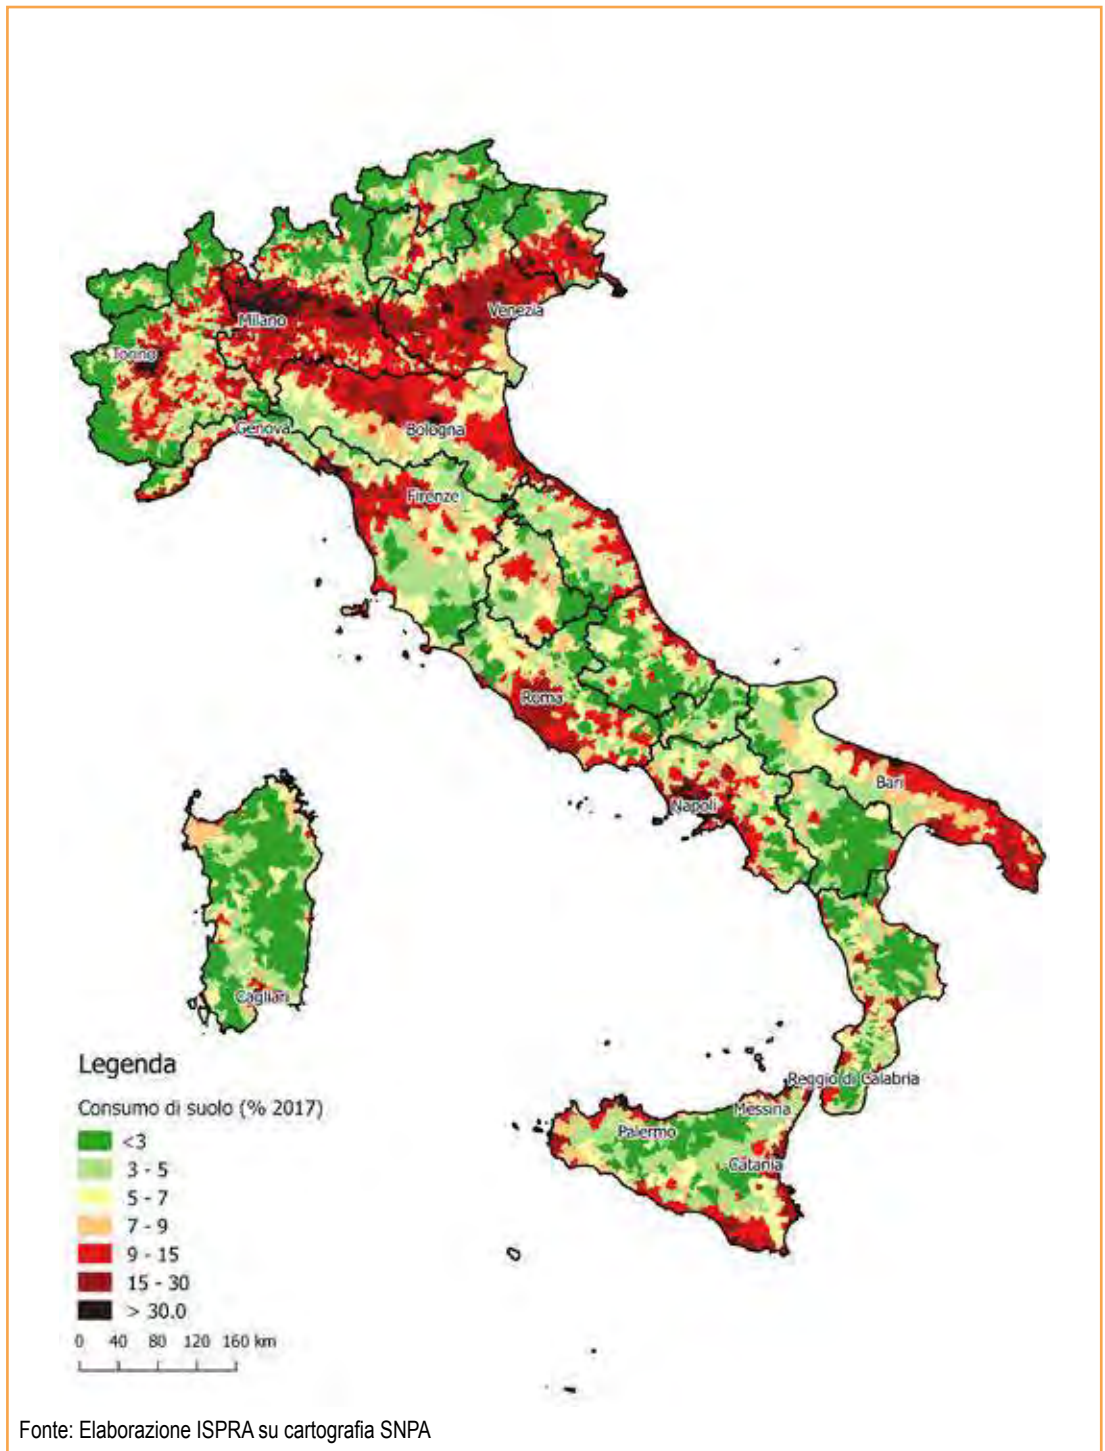 Venezia
Milano
Torino
Genova
Bologna
Firenze
Roma
Bari
Napoli
Cagliari
Reggio di Calabria
Messina
Palermo
Catania
Legenda
Consumo di suolo (% 2017)
<3
3 - 5
5 - 7
7 - 9
9 - 15
15 - 30
> 30.0
0 40 80 120 160 km
Fonte: Elaborazione ISPRA su cartografia SNPA